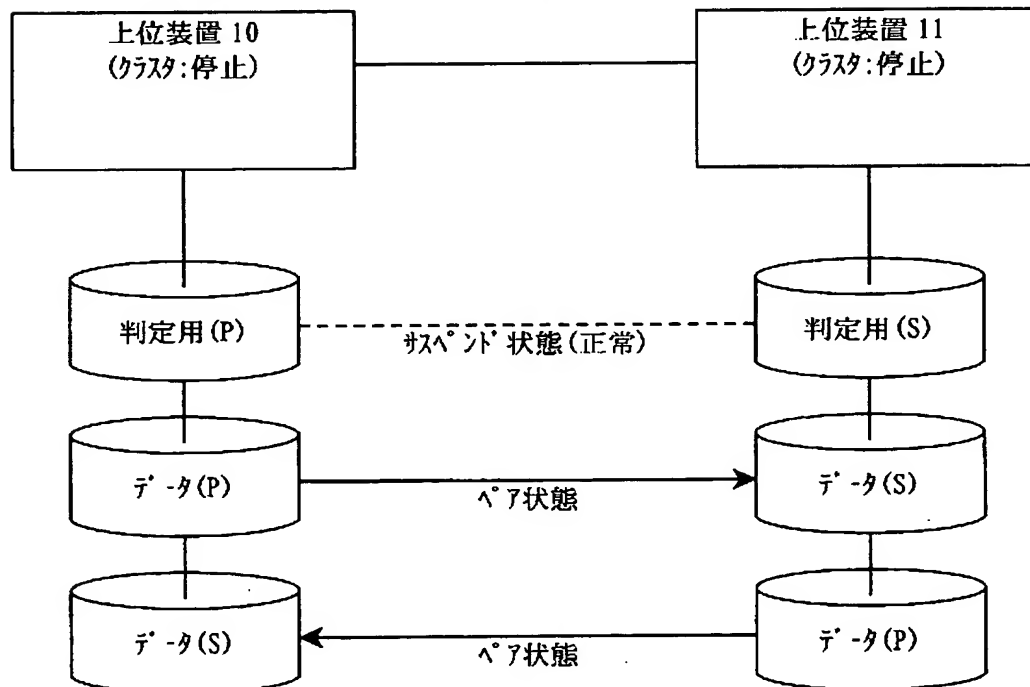 上位装置 10
(ｸﾗｽﾀ:停止)
上位装置 11
(ｸﾗｽﾀ:停止)
判定用(P)
ｻｽﾍﾟﾝﾄﾞ状態(正常)
判定用(S)
ﾃﾞｰﾀ(P)
ﾍﾟｱ状態
ﾃﾞｰﾀ(S)
ﾃﾞｰﾀ(S)
ﾍﾟｱ状態
ﾃﾞｰﾀ(P)